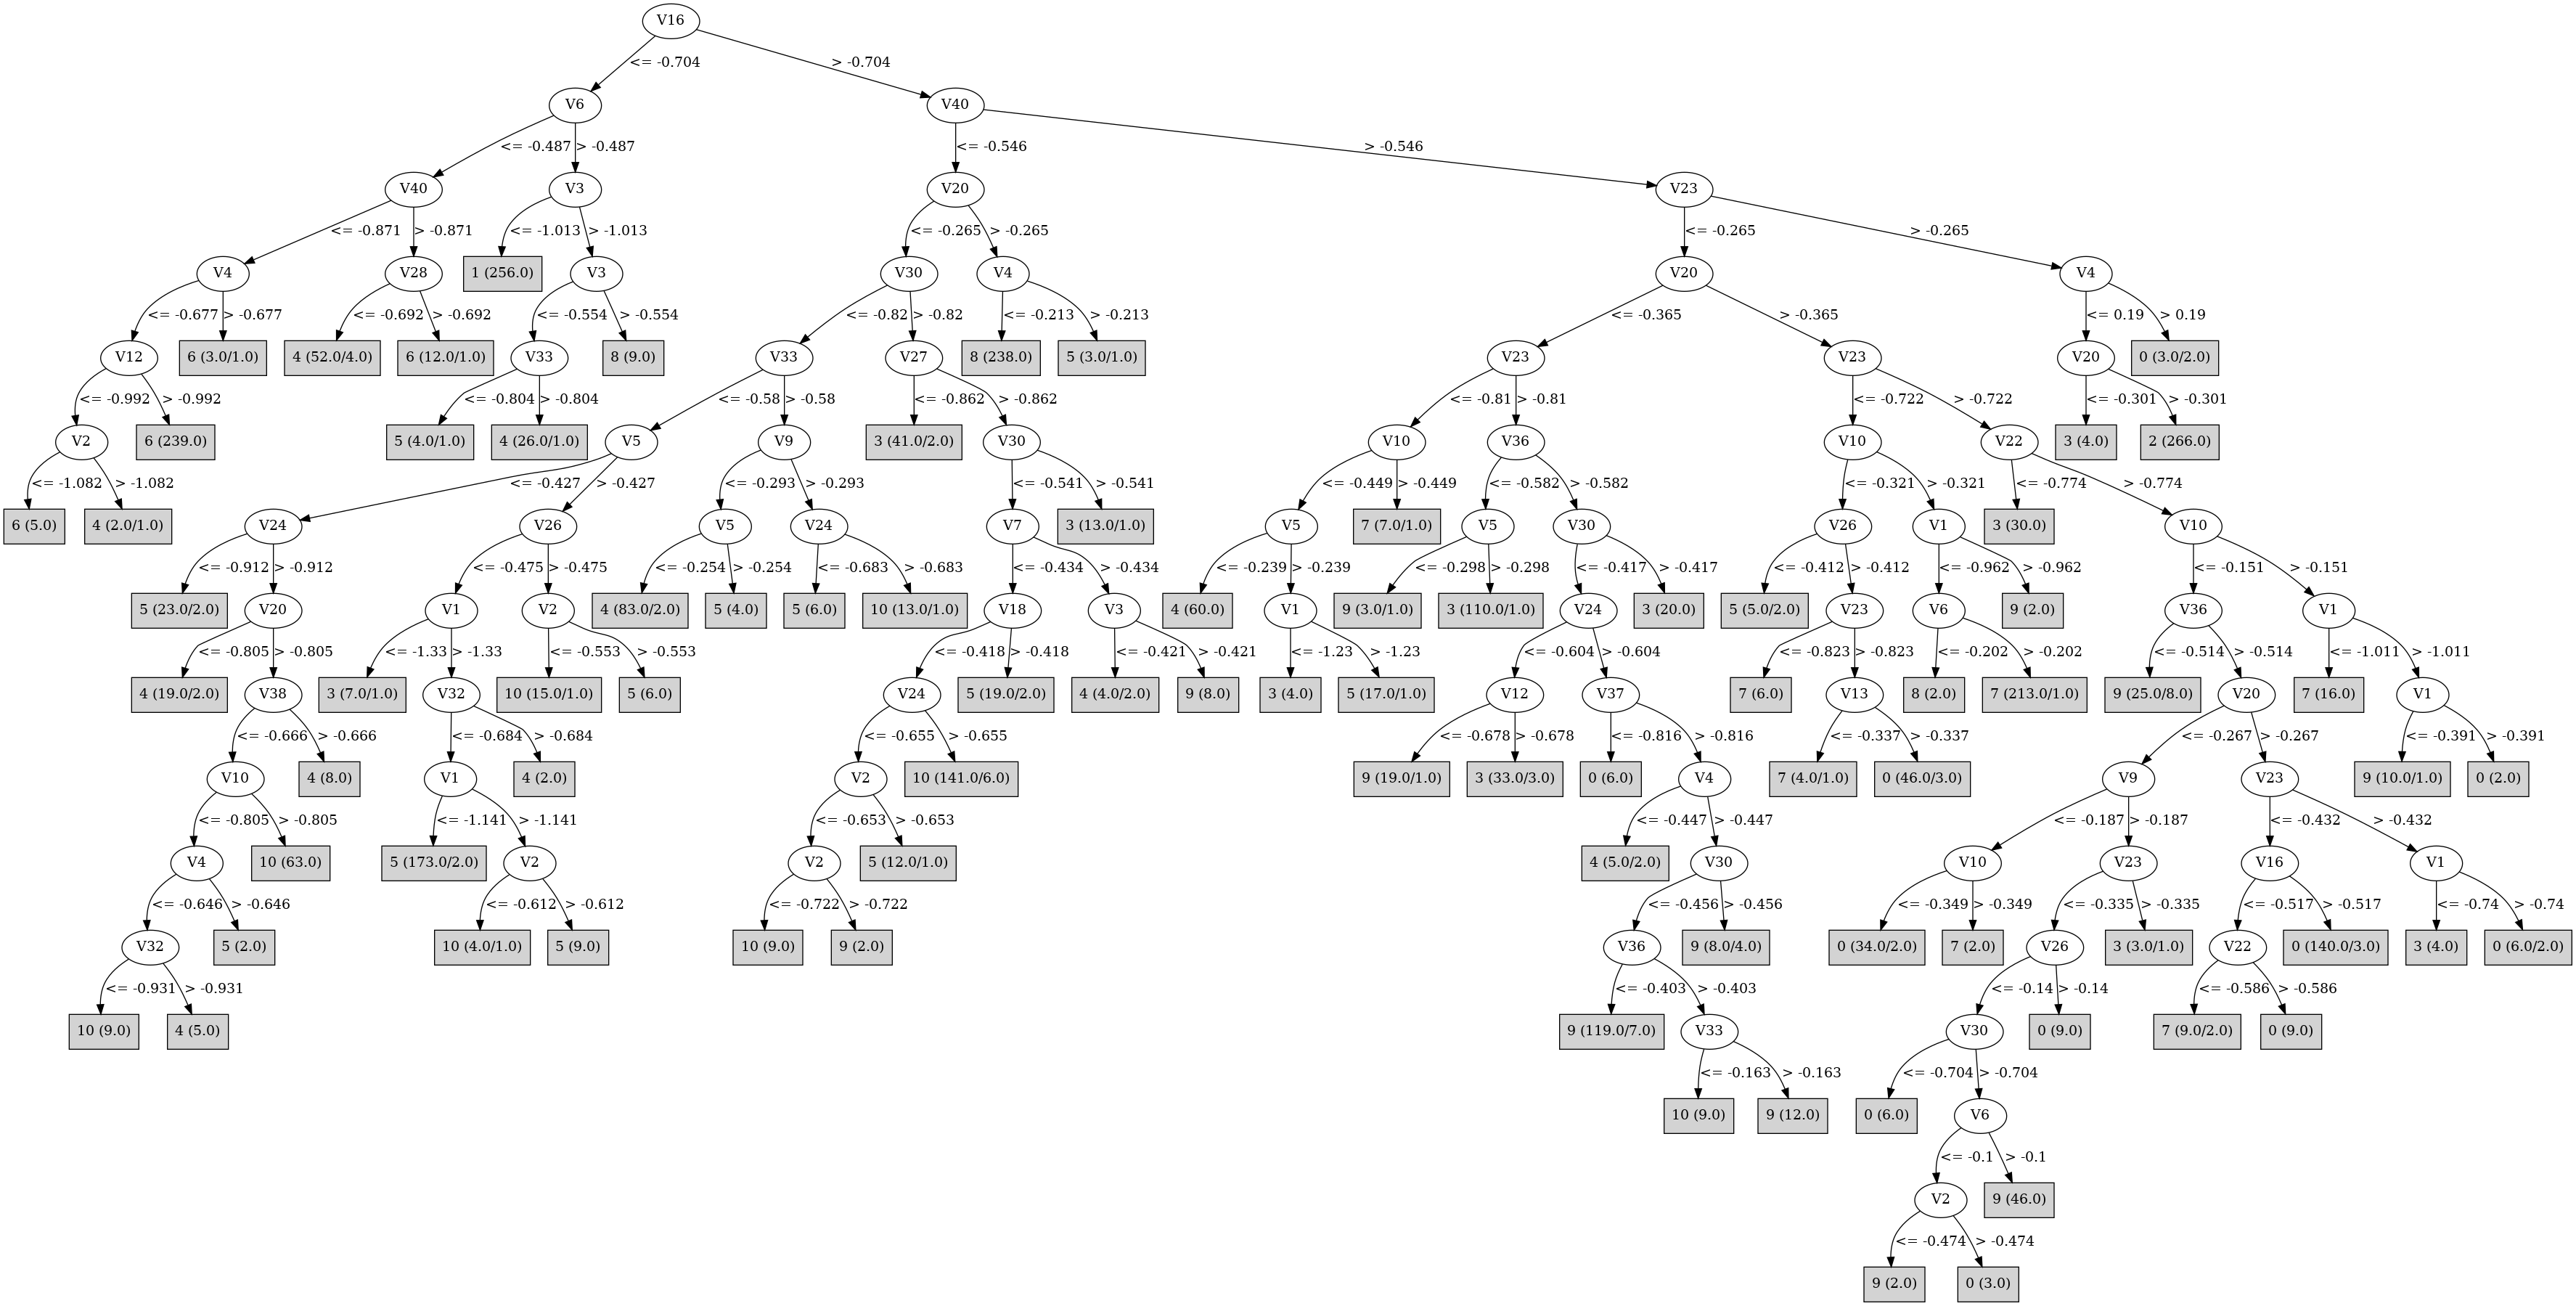 V16
<= -0.704 > -0.704
V6 V40
<= -0.487 > -0.487 <= -0.546 > -0.546
V40 V3 V20 V23
<= -0.871 > -0.871 <= -1.013 > -1.013 <= -0.265 > -0.265 <= -0.265 > -0.265
V4 V28 1 (256.0) V3 V30 V4 V20 V4
<= -0.677 > -0.677 <= -0.692 > -0.692 <= -0.554 > -0.554 <= -0.82 > -0.82 <= -0.213 > -0.213 <= -0.365 > -0.365 <= 0.19 > 0.19
V12 6 (3.0/1.0) 4 (52.0/4.0) 6 (12.0/1.0) V33 8 (9.0) V33 V27 8 (238.0) 5 (3.0/1.0) V23 V23 V20 0 (3.0/2.0)
<= -0.992 > -0.992 <= -0.804 > -0.804 <= -0.58 > -0.58 <= -0.862 > -0.862 <= -0.81 > -0.81 <= -0.722 > -0.722 <= -0.301 > -0.301
V2 6 (239.0) 5 (4.0/1.0) 4 (26.0/1.0) V5 V9 3 (41.0/2.0) V30 V10 V36 V10 V22 3 (4.0) 2 (266.0)
<= -1.082 > -1.082 <= -0.427 > -0.427 <= -0.293 > -0.293 <= -0.541 > -0.541 <= -0.449 > -0.449 <= -0.582 > -0.582 <= -0.321 > -0.321 <= -0.774 > -0.774
6 (5.0) 4 (2.0/1.0) V24 V26 V5 V24 V7 3 (13.0/1.0) V5 7 (7.0/1.0) V5 V30 V26 V1 3 (30.0) V10
<= -0.912 > -0.912 <= -0.475 > -0.475 <= -0.254 > -0.254 <= -0.683 > -0.683 <= -0.434 > -0.434 <= -0.239 > -0.239 <= -0.298 > -0.298 <= -0.417 > -0.417 <= -0.412 > -0.412 <= -0.962 > -0.962 <= -0.151 > -0.151
5 (23.0/2.0) V20 V1 V2 4 (83.0/2.0) 5 (4.0) 5 (6.0) 10 (13.0/1.0) V18 V3 4 (60.0) V1 9 (3.0/1.0) 3 (110.0/1.0) V24 3 (20.0) 5 (5.0/2.0) V23 V6 9 (2.0) V36 V1
<= -0.805 > -0.805 <= -1.33 > -1.33 <= -0.553 > -0.553 <= -0.418 > -0.418 <= -0.421 > -0.421 <= -1.23 > -1.23 <= -0.604 > -0.604 <= -0.823 > -0.823 <= -0.202 > -0.202 <= -0.514 > -0.514 <= -1.011 > -1.011
4 (19.0/2.0) V38 3 (7.0/1.0) V32 10 (15.0/1.0) 5 (6.0) V24 5 (19.0/2.0) 4 (4.0/2.0) 9 (8.0) 3 (4.0) 5 (17.0/1.0) V12 V37 7 (6.0) V13 8 (2.0) 7 (213.0/1.0) 9 (25.0/8.0) V20 7 (16.0) V1
<= -0.666 > -0.666 <= -0.684 > -0.684 <= -0.655 > -0.655 <= -0.678 > -0.678 <= -0.816 > -0.816 <= -0.337 > -0.337 <= -0.267 > -0.267 <= -0.391 > -0.391
V10 4 (8.0) V1 4 (2.0) V2 10 (141.0/6.0) 9 (19.0/1.0) 3 (33.0/3.0) 0 (6.0) V4 7 (4.0/1.0) 0 (46.0/3.0) V9 V23 9 (10.0/1.0) 0 (2.0)
<= -0.805 > -0.805 <= -1.141 > -1.141 <= -0.653 > -0.653 <= -0.447 > -0.447 <= -0.187 > -0.187 <= -0.432 > -0.432
V4 10 (63.0) 5 (173.0/2.0) V2 V2 5 (12.0/1.0) 4 (5.0/2.0) V30 V10 V23 V16 V1
<= -0.646 > -0.646 <= -0.612 > -0.612 <= -0.722 > -0.722 <= -0.456 > -0.456 <= -0.349 > -0.349 <= -0.335 > -0.335 <= -0.517 > -0.517 <= -0.74 > -0.74
V32 5 (2.0) 10 (4.0/1.0) 5 (9.0) 10 (9.0) 9 (2.0) V36 9 (8.0/4.0) 0 (34.0/2.0) 7 (2.0) V26 3 (3.0/1.0) V22 0 (140.0/3.0) 3 (4.0) 0 (6.0/2.0)
<= -0.931 > -0.931 <= -0.403 > -0.403 <= -0.14 > -0.14 <= -0.586 > -0.586
10 (9.0) 4 (5.0) 9 (119.0/7.0) V33 V30 0 (9.0) 7 (9.0/2.0) 0 (9.0)
<= -0.163 > -0.163 <= -0.704 > -0.704
10 (9.0) 9 (12.0) 0 (6.0) V6
<= -0.1 > -0.1
V2 9 (46.0)
<= -0.474 > -0.474
9 (2.0) 0 (3.0)